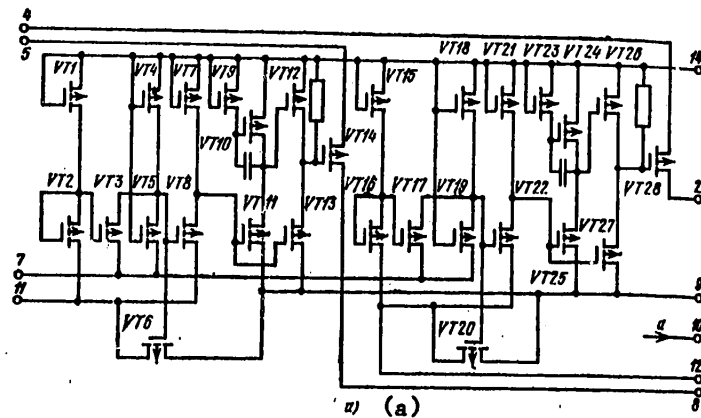 4
5
VT1 VT4 VT7 VT9 VT12 VT15 VT18 VT21 VT23 VT24 VT26 14
VT10 VT14
VT2 VT3 VT5 VT8 VT11 VT13 VT16 VT17 VT19 VT22 VT27 VT28 2
7
11 VT25 9
VT6 VT20 a 10
12
8
a) (a)